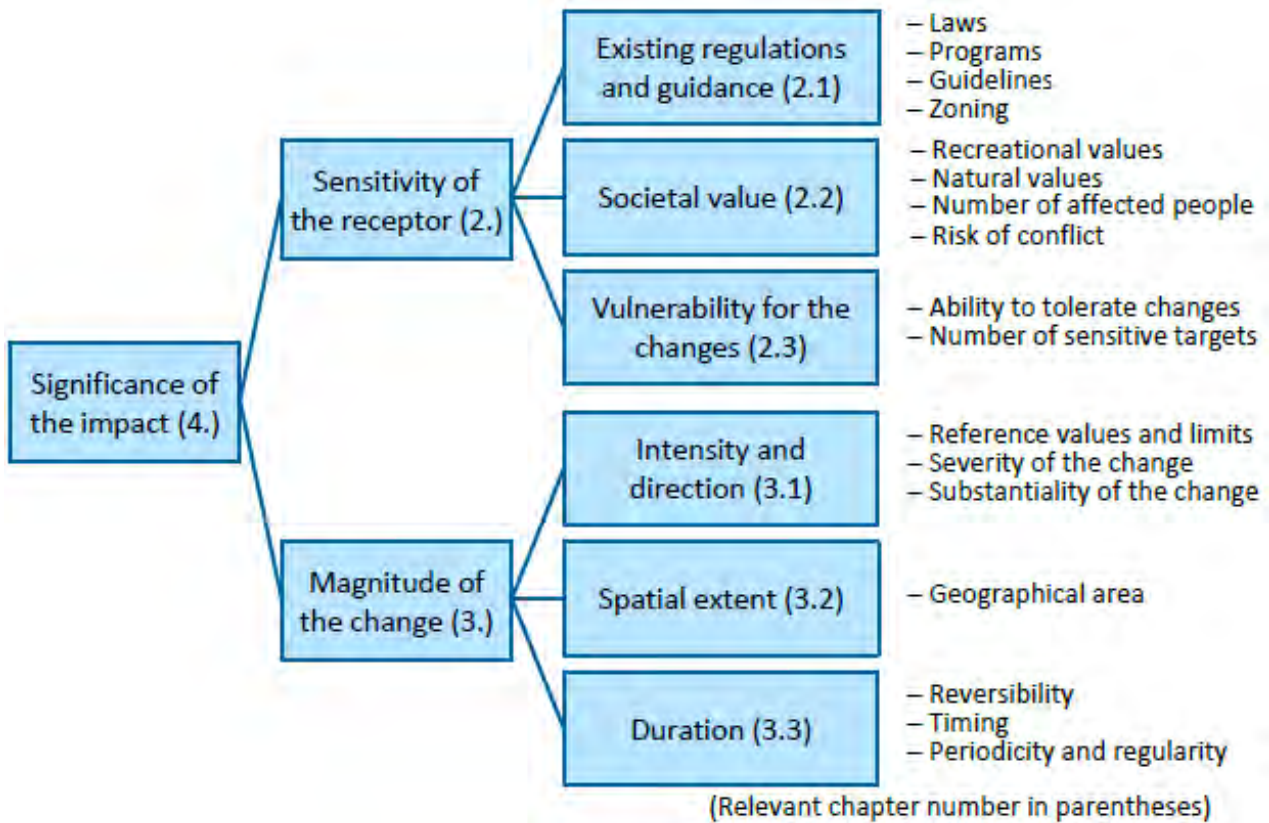 Significance of
the impact (4.)
Sensitivity of
the receptor (2.)
Existing regulations
and guidance (2.1)
– Laws
– Programs
– Guidelines
– Zoning
Societal value (2.2)
– Recreational values
– Natural values
– Number of affected people
– Risk of conflict
Vulnerability for the
changes (2.3)
– Ability to tolerate changes
– Number of sensitive targets
Magnitude of
the change (3.)
Intensity and
direction (3.1)
– Reference values and limits
– Severity of the change
– Substantiality of the change
Spatial extent (3.2)
– Geographical area
Duration (3.3)
– Reversibility
– Timing
– Periodicity and regularity
(Relevant chapter number in parentheses)